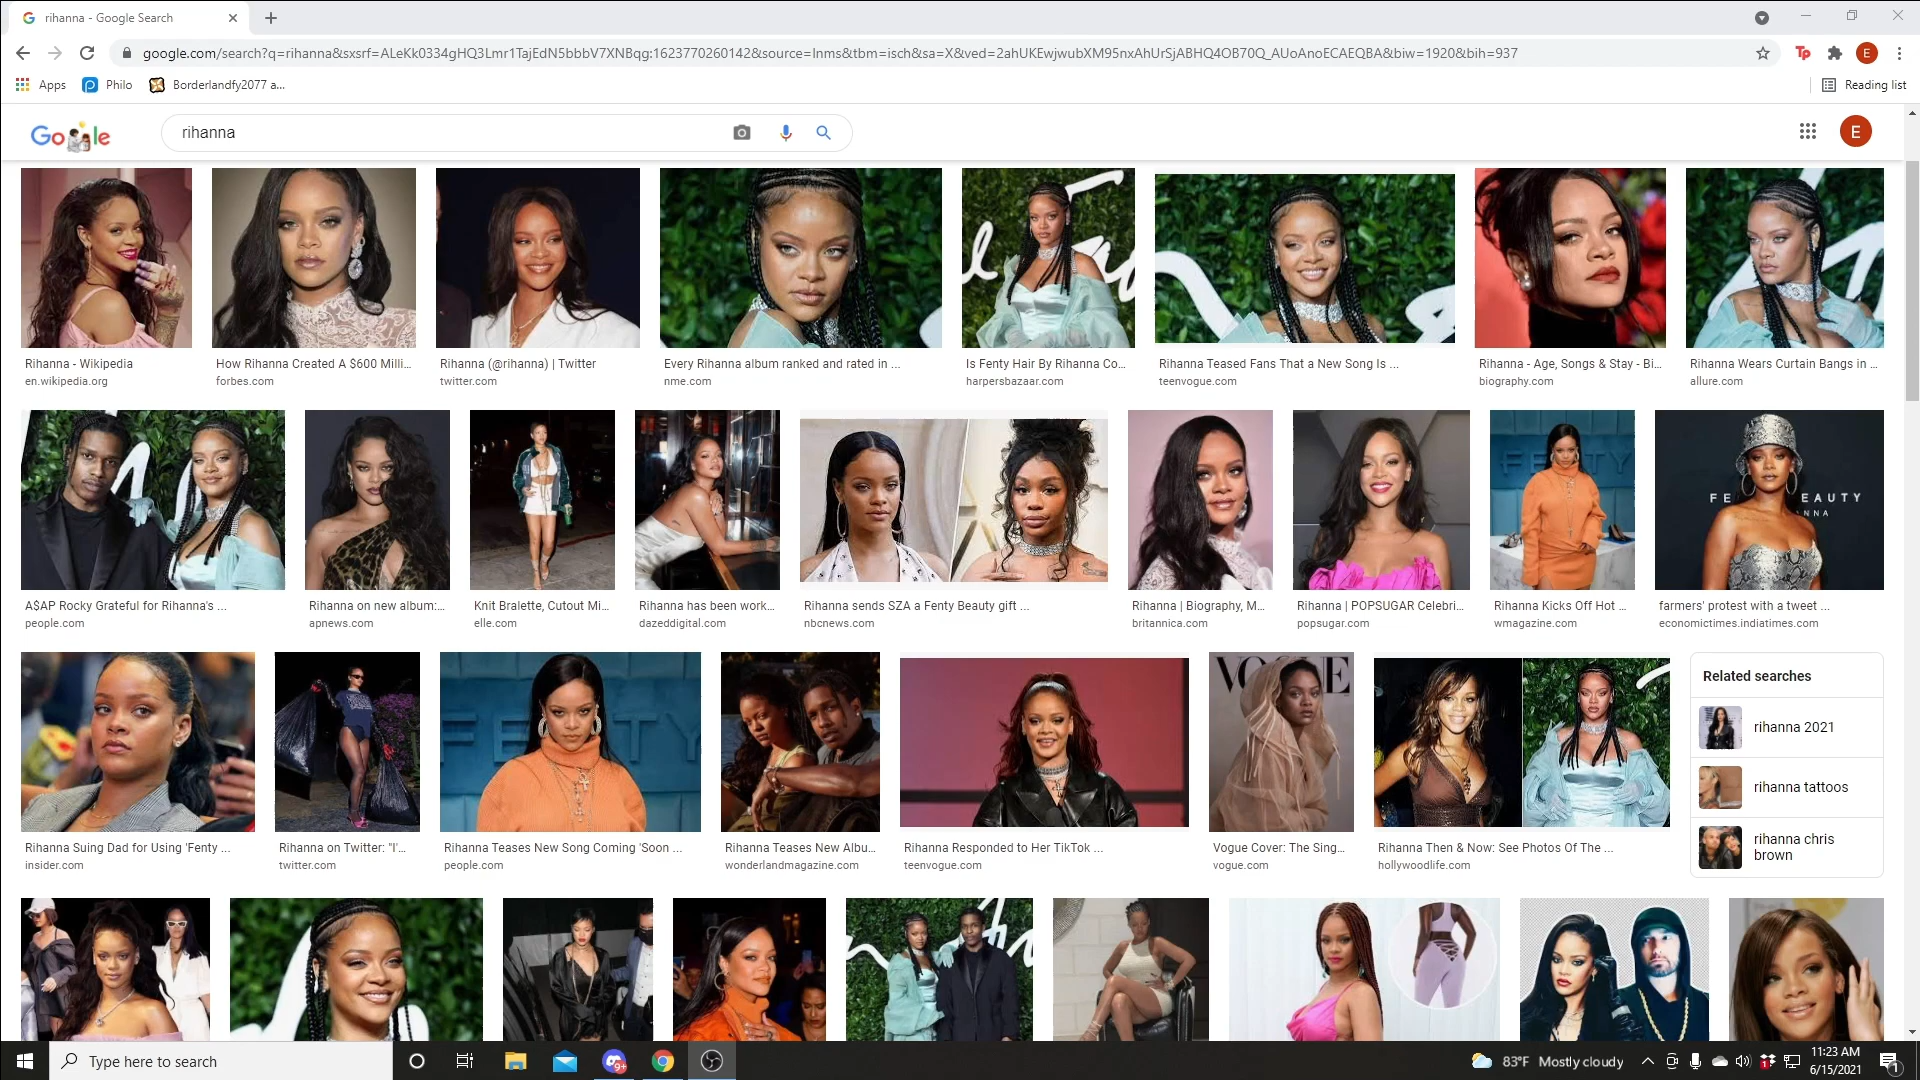 rihanna - Google Search
google.com/search?q=rihanna&sxsrf=ALeKk0334gHQ3Lmr1TajEdN5bbbV7XNBqg:1623770260142&source=lnms&tbm=isch&sa=X&ved=2ahUKEwjwubXM95nxAhUrSjABHQ4OB70Q_AUoAnoECAEQBA&biw=1920&bih=937
Tp
E
Apps
Philo
Borderlandfy2077 a...
Reading list
Google
rihanna
E
Rihanna - Wikipedia
en.wikipedia.org
How Rihanna Created A $600 Milli...
forbes.com
Rihanna (@rihanna) | Twitter
twitter.com
Every Rihanna album ranked and rated in ...
nme.com
Is Fenty Hair By Rihanna Co...
harpersbazaar.com
Rihanna Teased Fans That a New Song Is ...
teenvogue.com
Rihanna - Age, Songs & Stay - Bi...
biography.com
Rihanna Wears Curtain Bangs in ...
allure.com
FENTY
FE EAUTY
NNA
A$AP Rocky Grateful for Rihanna's ...
people.com
Rihanna on new album:...
apnews.com
Knit Bralette, Cutout Mi...
elle.com
Rihanna has been work...
dazeddigital.com
Rihanna sends SZA a Fenty Beauty gift ...
nbcnews.com
Rihanna | Biography, M...
britannica.com
Rihanna | POPSUGAR Celebri...
popsugar.com
Rihanna Kicks Off Hot ...
wmagazine.com
farmers' protest with a tweet ...
economictimes.indiatimes.com
FENTY
VOGUE
Related searches
rihanna 2021
rihanna tattoos
rihanna chris
brown
Rihanna Suing Dad for Using 'Fenty ...
insider.com
Rihanna on Twitter: "I'...
twitter.com
Rihanna Teases New Song Coming 'Soon ...
people.com
Rihanna Teases New Albu...
wonderlandmagazine.com
Rihanna Responded to Her TikTok ...
teenvogue.com
Vogue Cover: The Sing...
vogue.com
Rihanna Then & Now: See Photos Of The ...
hollywoodlife.com
Type here to search
9+
83°F Mostly cloudy
11:23 AM
6/15/2021
1